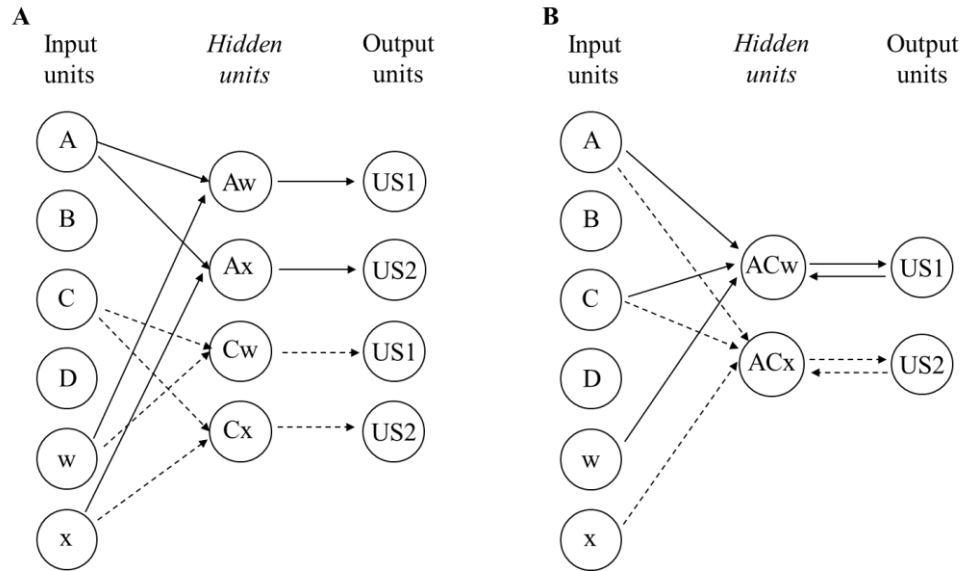 A
Input units
Hidden units
Output units
A
B
C
D
w
x
Aw
Ax
Cw
Cx
US1
US2
US1
US2
B
Input units
Hidden units
Output units
A
B
C
D
w
x
ACw
ACx
US1
US2